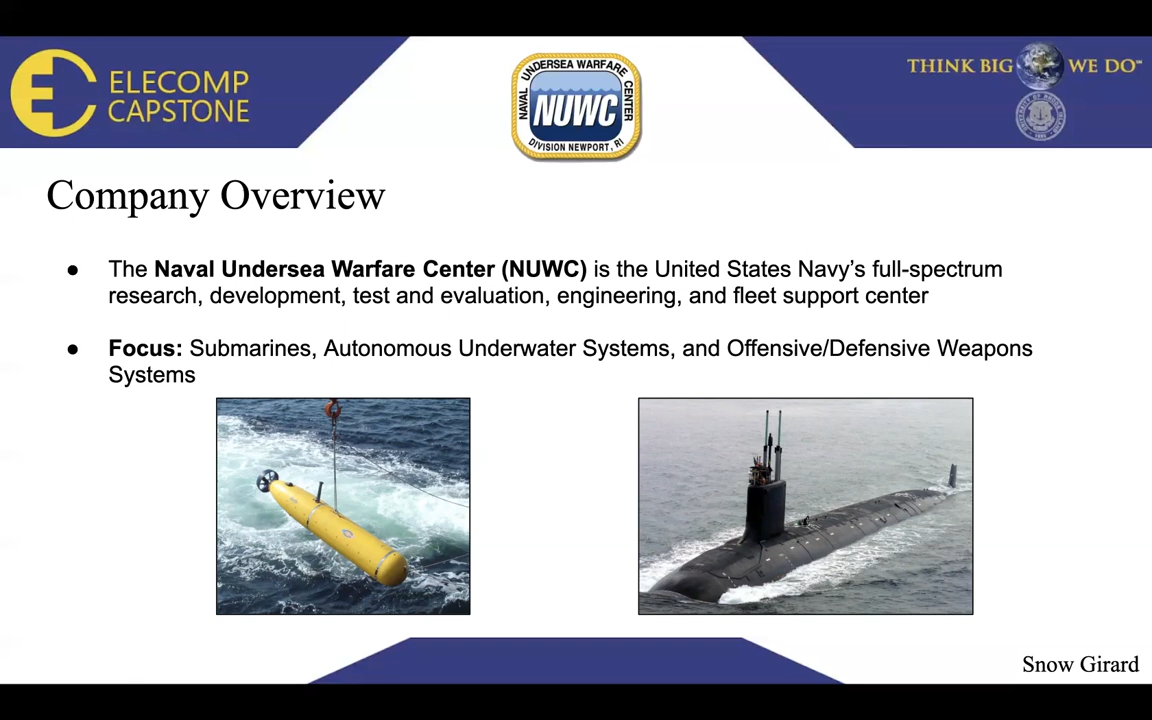 ELECOMP
CAPSTONE
NAVAL UNDERSEA WARFARE CENTER
NUWC
DIVISION NEWPORT, RI
THINK BIG WE DO℠
Company Overview
● The Naval Undersea Warfare Center (NUWC) is the United States Navy’s full-spectrum
research, development, test and evaluation, engineering, and fleet support center
● Focus: Submarines, Autonomous Underwater Systems, and Offensive/Defensive Weapons
Systems
Snow Girard